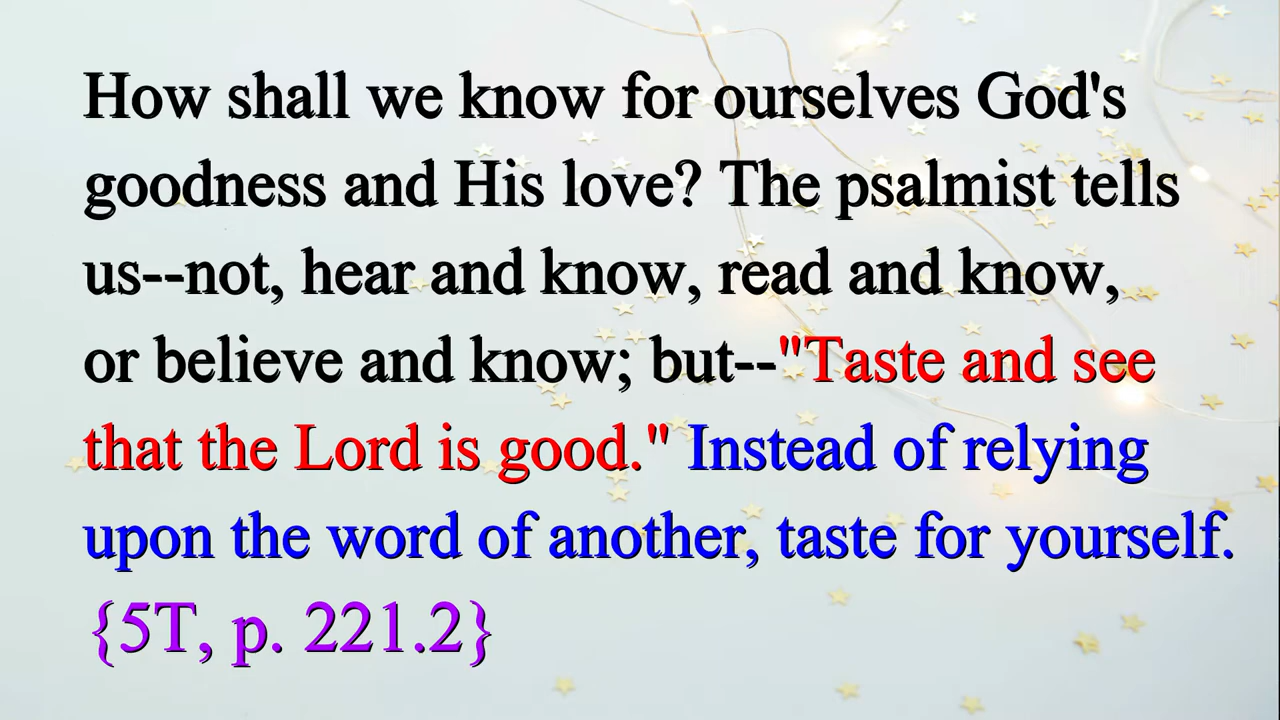 How shall we know for ourselves God's
goodness and His love? The psalmist tells
us--not, hear and know, read and know,
or believe and know; but--"Taste and see
that the Lord is good." Instead of relying
upon the word of another, taste for yourself.
{5T, p. 221.2}